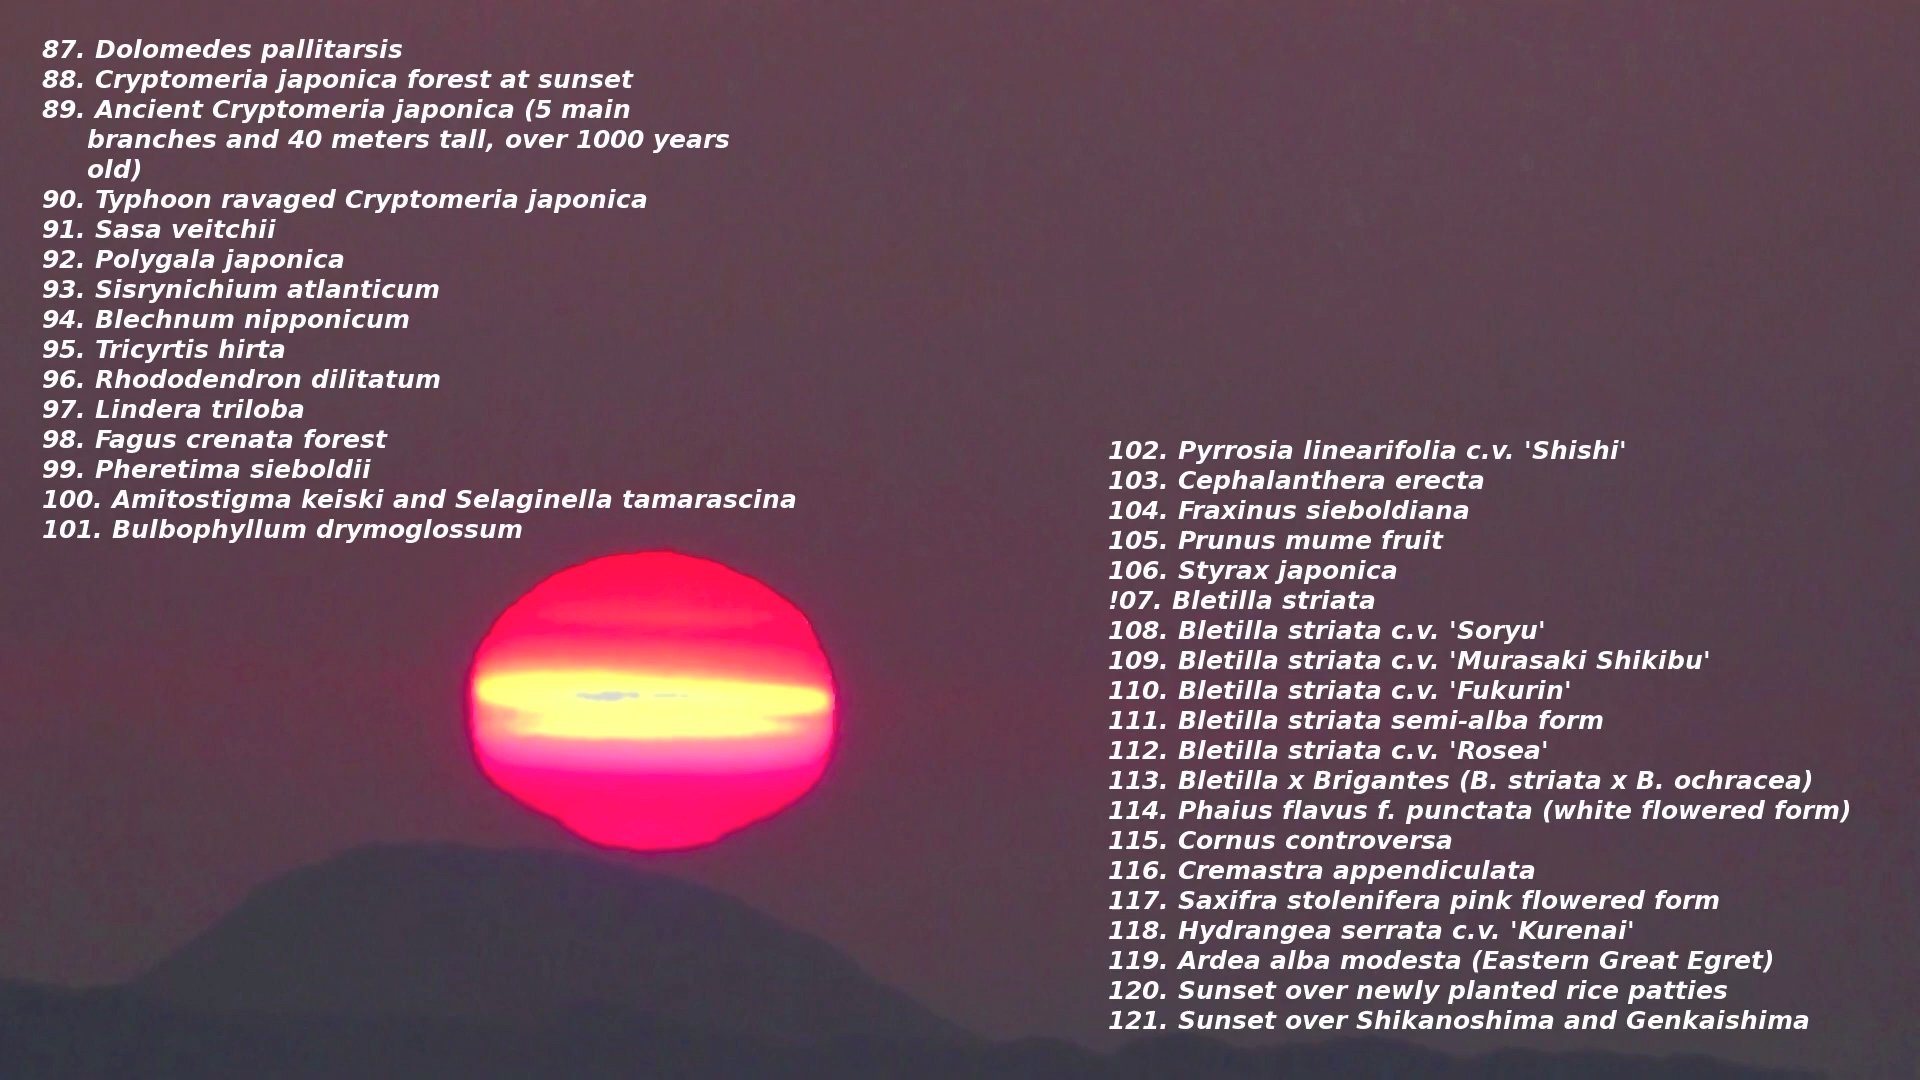 87. Dolomedes pallitarsis
88. Cryptomeria japonica forest at sunset
89. Ancient Cryptomeria japonica (5 main
branches and 40 meters tall, over 1000 years
old)
90. Typhoon ravaged Cryptomeria japonica
91. Sasa veitchii
92. Polygala japonica
93. Sisrynichium atlanticum
94. Blechnum nipponicum
95. Tricyrtis hirta
96. Rhododendron dilitatum
97. Lindera triloba
98. Fagus crenata forest
99. Pheretima sieboldii
100. Amitostigma keiski and Selaginella tamarascina
101. Bulbophyllum drymoglossum
102. Pyrrosia linearifolia c.v. 'Shishi'
103. Cephalanthera erecta
104. Fraxinus sieboldiana
105. Prunus mume fruit
106. Styrax japonica
!07. Bletilla striata
108. Bletilla striata c.v. 'Soryu'
109. Bletilla striata c.v. 'Murasaki Shikibu'
110. Bletilla striata c.v. 'Fukurin'
111. Bletilla striata semi-alba form
112. Bletilla striata c.v. 'Rosea'
113. Bletilla x Brigantes (B. striata x B. ochracea)
114. Phaius flavus f. punctata (white flowered form)
115. Cornus controversa
116. Cremastra appendiculata
117. Saxifra stolenifera pink flowered form
118. Hydrangea serrata c.v. 'Kurenai'
119. Ardea alba modesta (Eastern Great Egret)
120. Sunset over newly planted rice patties
121. Sunset over Shikanoshima and Genkaishima